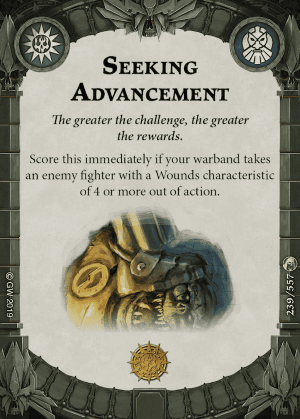 Seeking
Advancement
The greater the challenge, the greater
the rewards.
Score this immediately if your warband takes
an enemy fighter with a Wounds characteristic
of 4 or more out of action.
© GW 2019
239/557